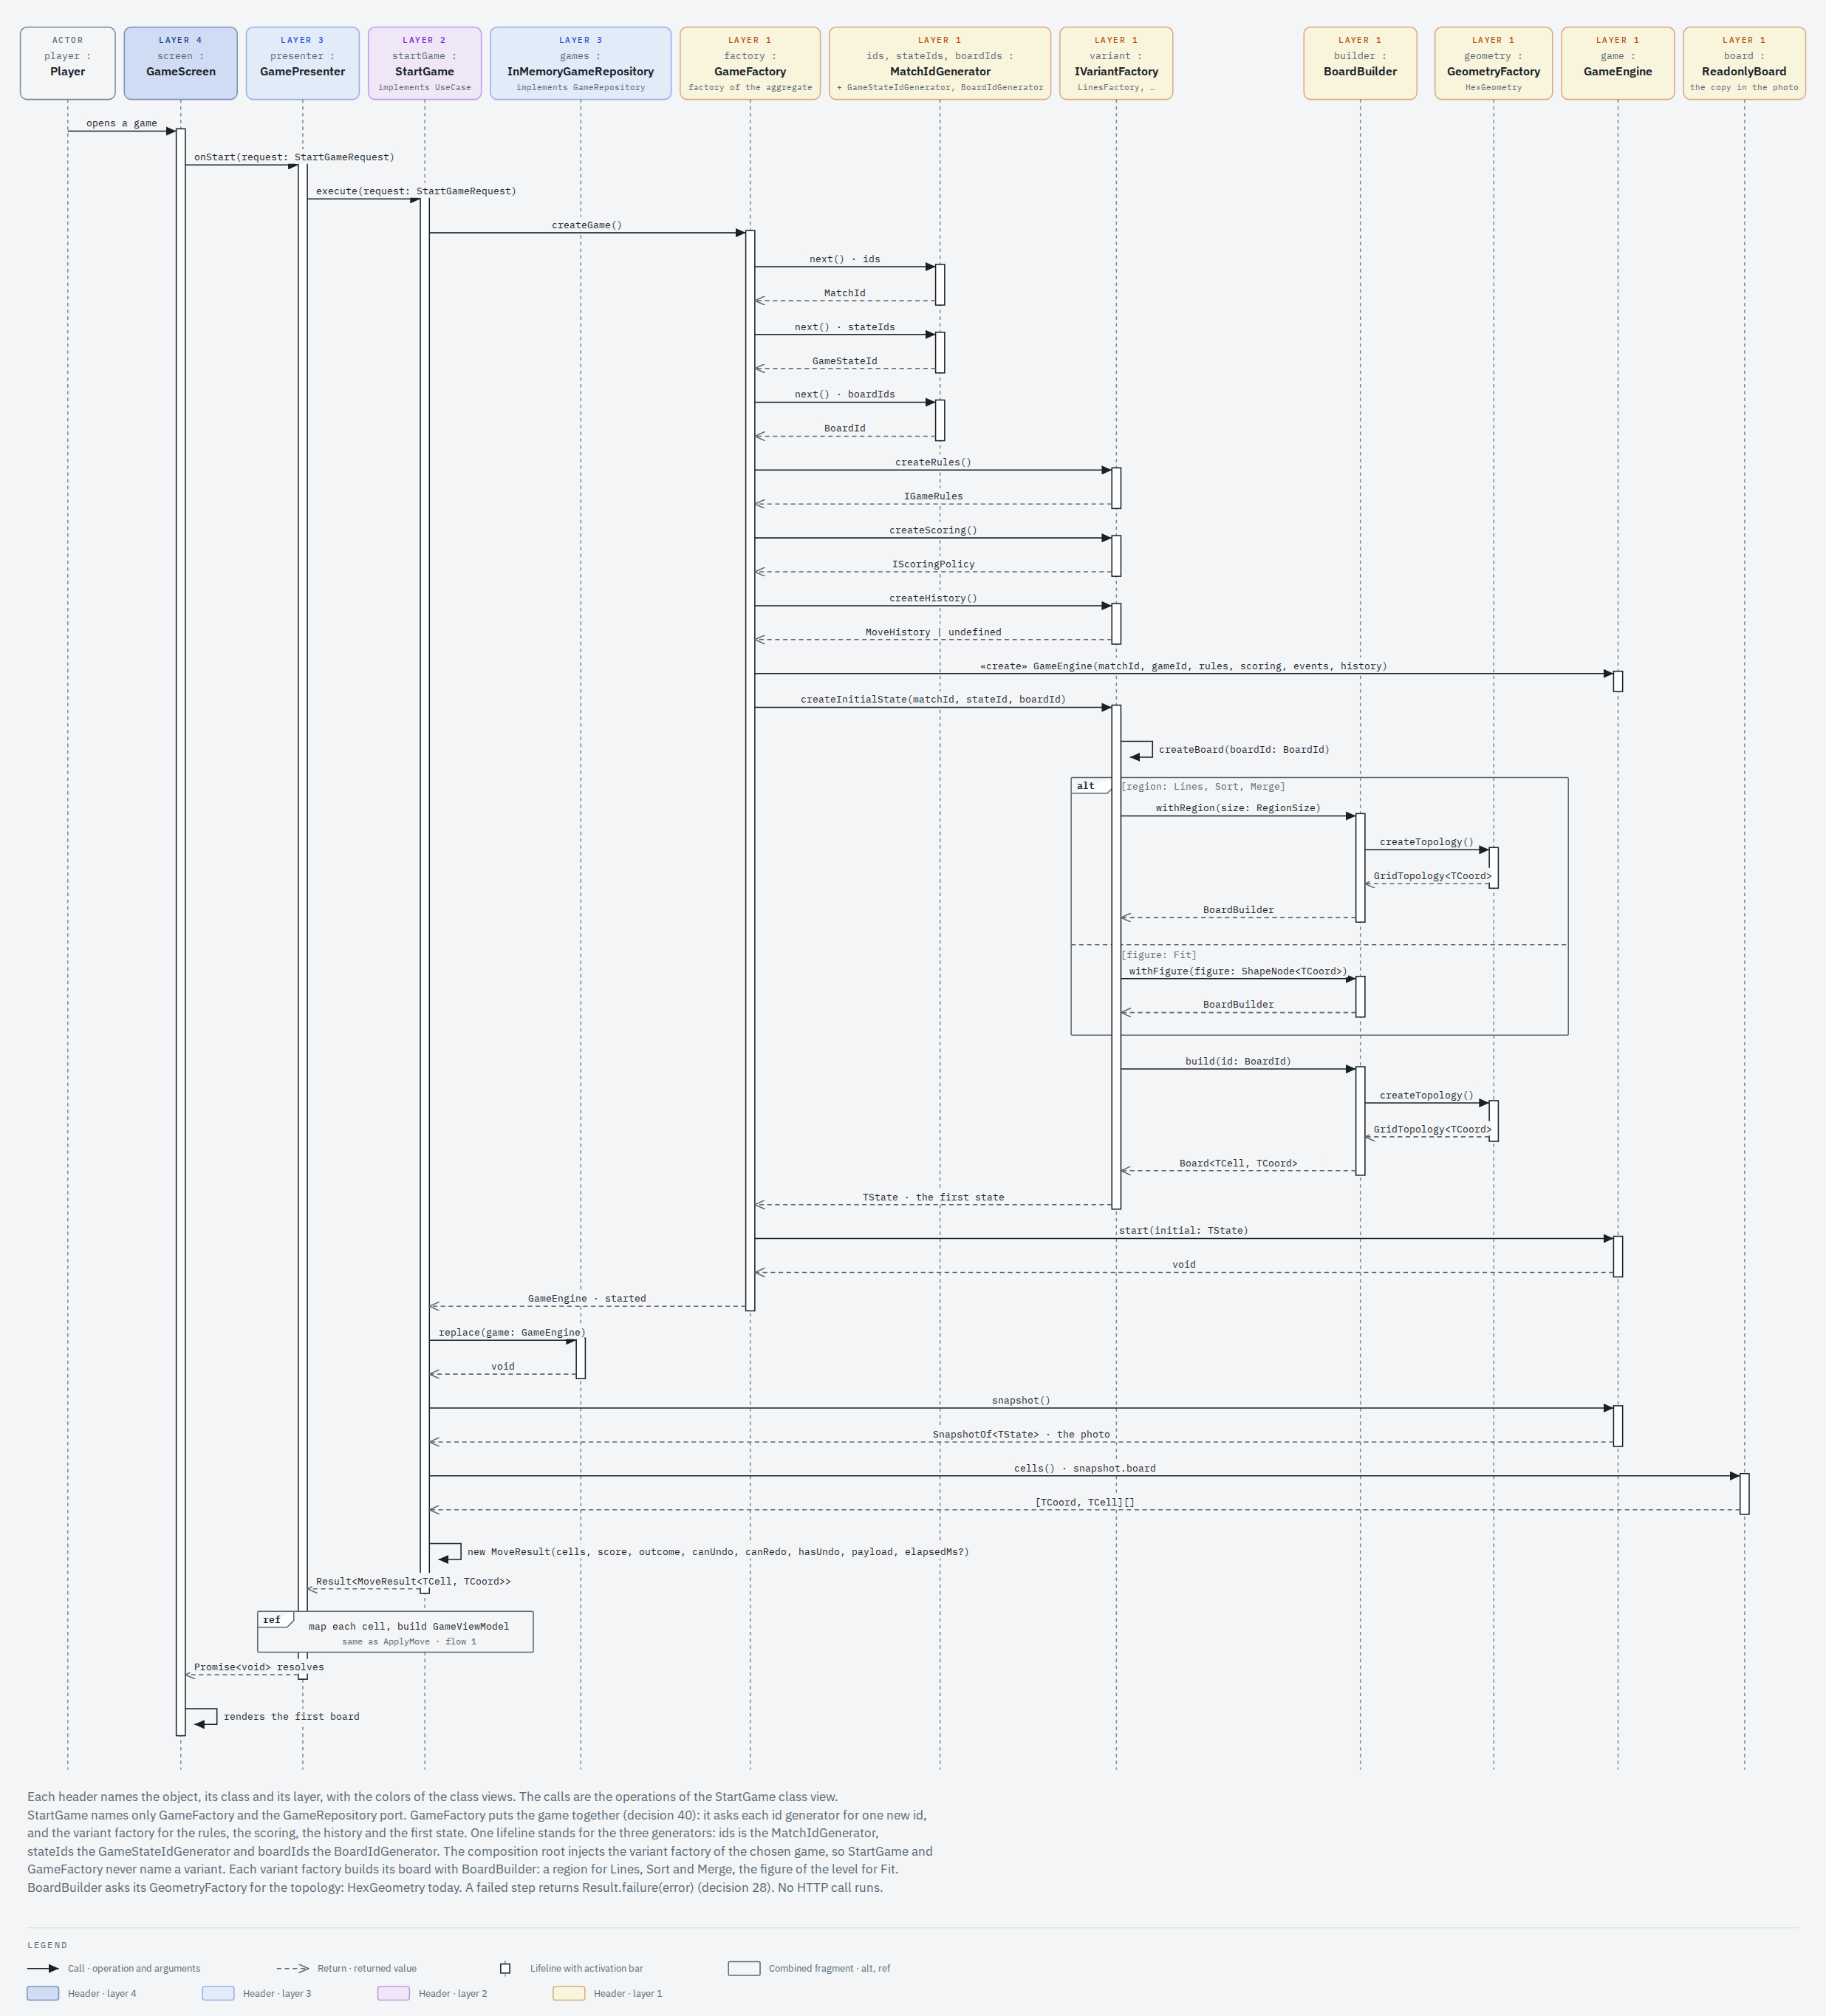 ACTOR
player :
Player
LAYER 4
screen :
GameScreen
LAYER 3
presenter :
GamePresenter
LAYER 2
startGame :
StartGame
implements UseCase
LAYER 3
games :
InMemoryGameRepository
implements GameRepository
LAYER 1
factory :
GameFactory
factory of the aggregate
LAYER 1
ids, stateIds, boardIds :
MatchIdGenerator
+ GameStateIdGenerator, BoardIdGenerator
LAYER 1
variant :
IVariantFactory
LinesFactory, …
LAYER 1
builder :
BoardBuilder
LAYER 1
geometry :
GeometryFactory
HexGeometry
LAYER 1
game :
GameEngine
LAYER 1
board :
ReadonlyBoard
the copy in the photo
opens a game
onStart(request: StartGameRequest)
execute(request: StartGameRequest)
createGame()
next() · ids
MatchId
next() · stateIds
GameStateId
next() · boardIds
BoardId
createRules()
IGameRules
createScoring()
IScoringPolicy
createHistory()
MoveHistory | undefined
«create» GameEngine(matchId, gameId, rules, scoring, events, history)
createInitialState(matchId, stateId, boardId)
createBoard(boardId: BoardId)
alt
[region: Lines, Sort, Merge]
withRegion(size: RegionSize)
createTopology()
GridTopology<TCoord>
BoardBuilder
[figure: Fit]
withFigure(figure: ShapeNode<TCoord>)
BoardBuilder
build(id: BoardId)
createTopology()
GridTopology<TCoord>
Board<TCell, TCoord>
TState · the first state
start(initial: TState)
void
GameEngine · started
replace(game: GameEngine)
void
snapshot()
SnapshotOf<TState> · the photo
cells() · snapshot.board
[TCoord, TCell][]
new MoveResult(cells, score, outcome, canUndo, canRedo, hasUndo, payload, elapsedMs?)
Result<MoveResult<TCell, TCoord>>
ref
map each cell, build GameViewModel
same as ApplyMove · flow 1
Promise<void> resolves
renders the first board
Each header names the object, its class and its layer, with the colors of the class views. The calls are the operations of the StartGame class view.
StartGame names only GameFactory and the GameRepository port. GameFactory puts the game together (decision 40): it asks each id generator for one new id,
and the variant factory for the rules, the scoring, the history and the first state. One lifeline stands for the three generators: ids is the MatchIdGenerator,
stateIds the GameStateIdGenerator and boardIds the BoardIdGenerator. The composition root injects the variant factory of the chosen game, so StartGame and
GameFactory never name a variant. Each variant factory builds its board with BoardBuilder: a region for Lines, Sort and Merge, the figure of the level for Fit.
BoardBuilder asks its GeometryFactory for the topology: HexGeometry today. A failed step returns Result.failure(error) (decision 28). No HTTP call runs.
LEGEND
Call · operation and arguments
Return · returned value
Lifeline with activation bar
Combined fragment · alt, ref
Header · layer 4
Header · layer 3
Header · layer 2
Header · layer 1